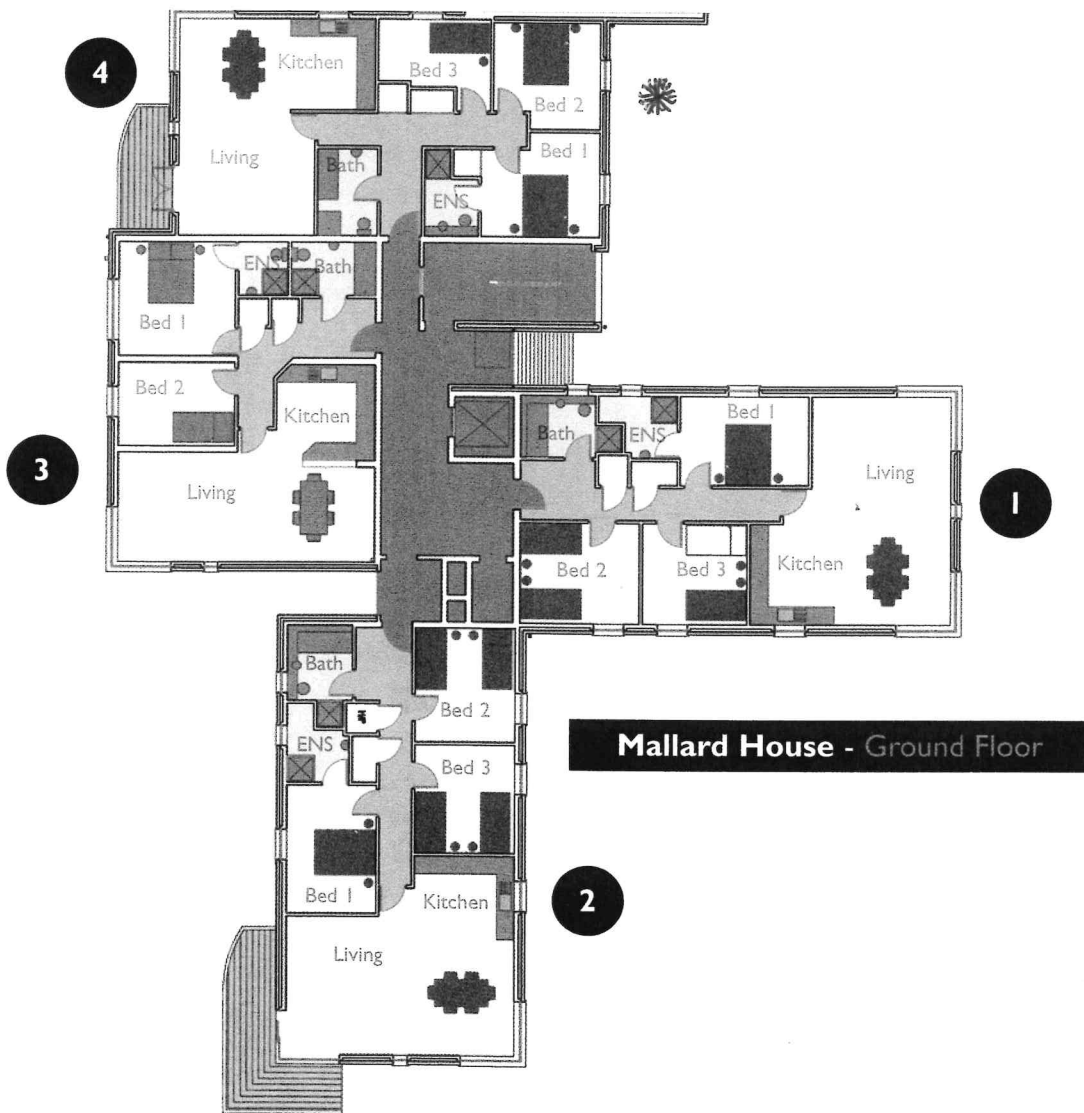 4
Kitchen
Bed 3
Bed 2
Living
Bath
Bed 1
ENS
ENS
Bath
Bed 1
Bed 2
Kitchen
3
Living
Bath
ENS
Bed 1
Living
1
Bed 2
Bed 3
Kitchen
Bath
Bed 2
HP
ENS
Bed 3
Mallard House - Ground Floor
Bed 1
Kitchen
2
Living